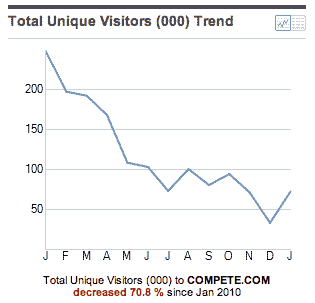 Total Unique Visitors (000) Trend
200
150
100
50
J F M A M J J A S O N D J
Total Unique Visitors (000) to COMPETE.COM
decreased 70.8 % since Jan 2010